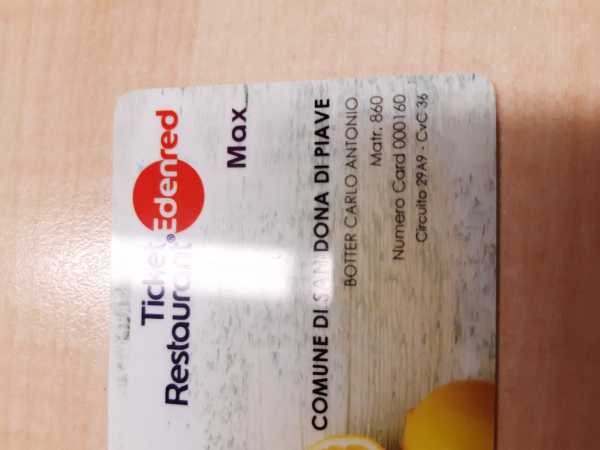 Ticket
Restaurant® Edenred
Max
COMUNE DI SAN DONA DI PIAVE
BOTTER CARLO ANTONIO
Matr. 860
Numero Card 000160
Circuito 29A9 - CvC 36